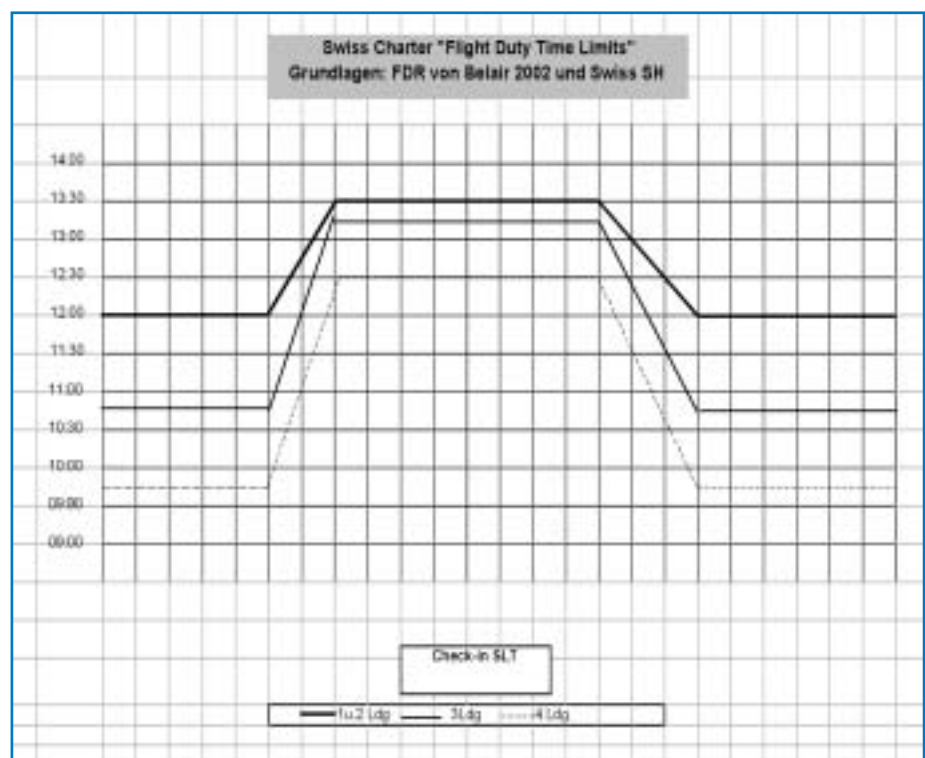 Swiss Charter "Flight Duty Time Limits"
Grundlagen: FDR von Belair 2002 und Swiss SH
14:00
13:30
13:00
12:30
12:00
11:30
11:00
10:30
10:00
09:30
09:00
Check-in SLT
1u.2 Ldg 3Ldg 4 Ldg